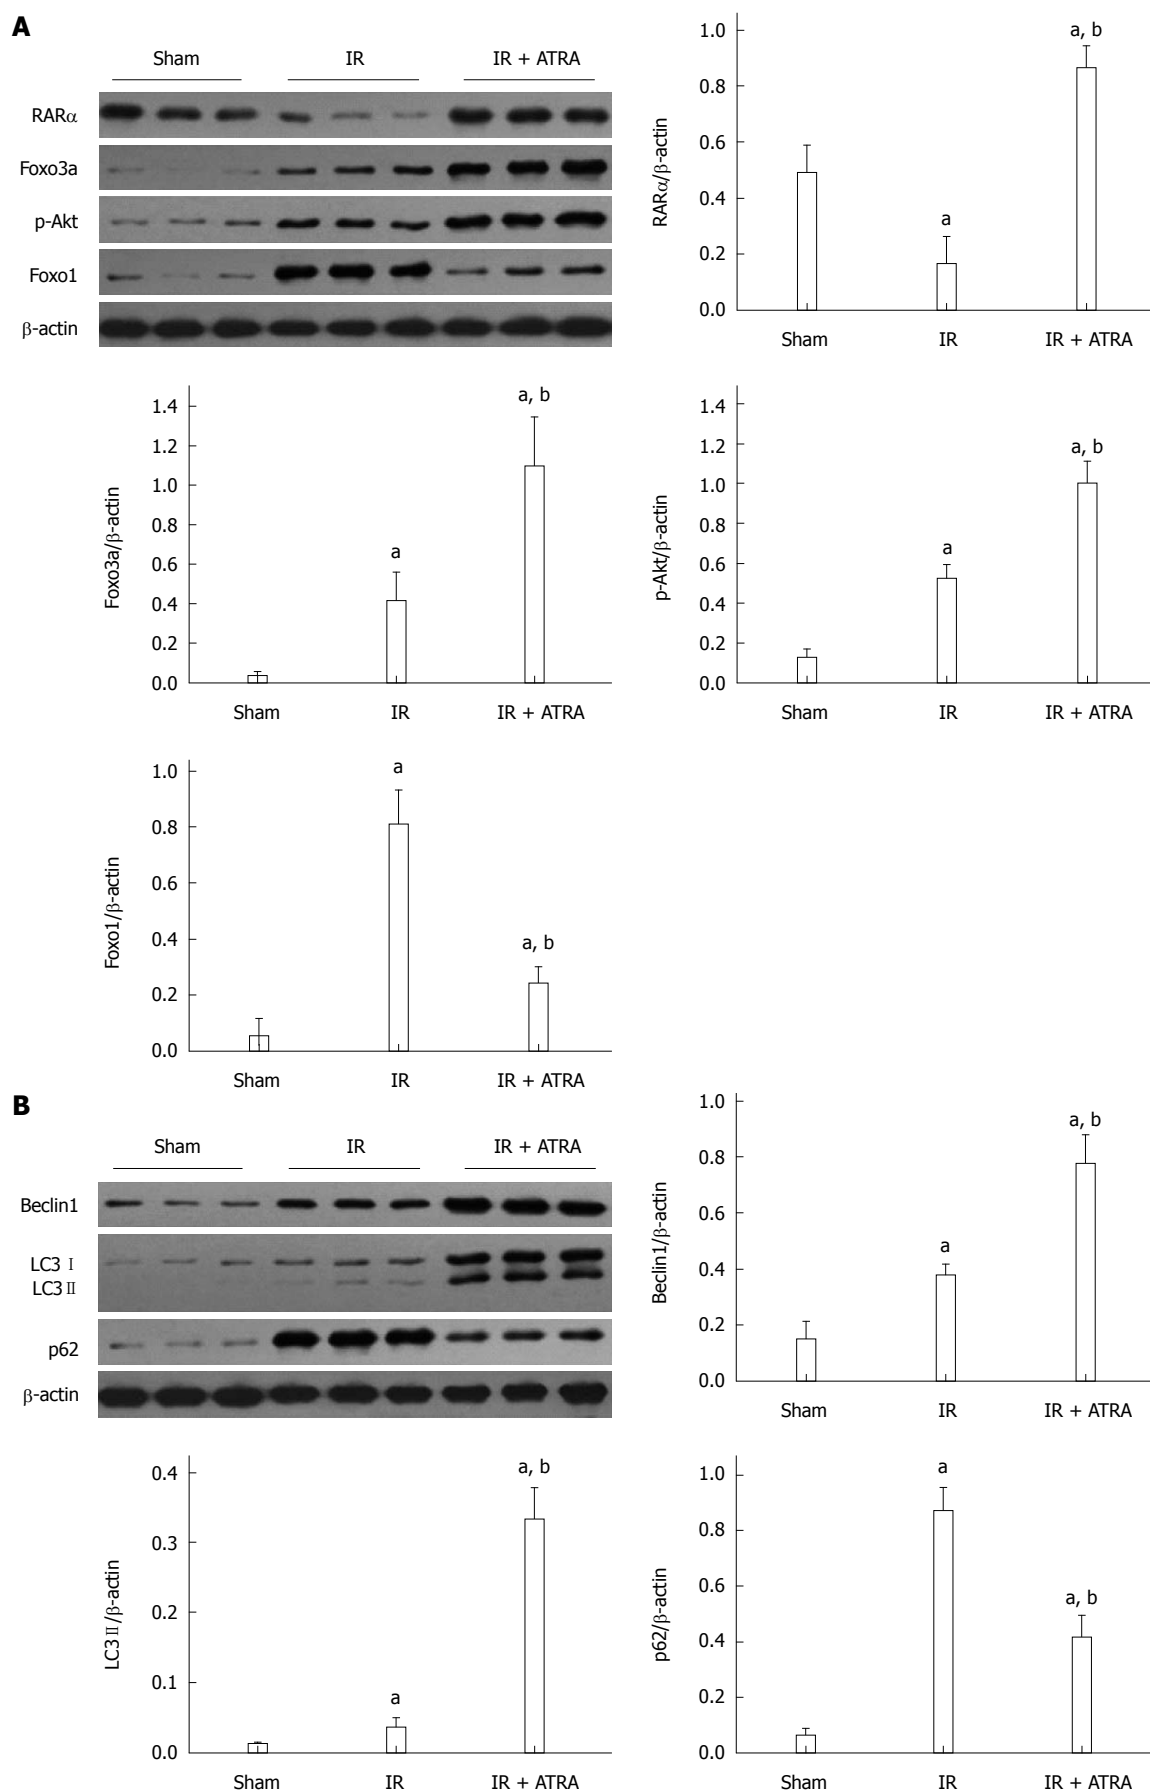 A
Sham IR IR + ATRA
RARα
Foxo3a
p-Akt
Foxo1
β-actin
RARα/β-actin
1.0
0.8
0.6
0.4
0.2
0.0
a
a, b
Sham IR IR + ATRA
Foxo3a/β-actin
1.4
1.2
1.0
0.8
0.6
0.4
0.2
0.0
a
a, b
Sham IR IR + ATRA
p-Akt/β-actin
1.4
1.2
1.0
0.8
0.6
0.4
0.2
0.0
a
a, b
Sham IR IR + ATRA
Foxo1/β-actin
1.0
0.8
0.6
0.4
0.2
0.0
a
a, b
Sham IR IR + ATRA
B
Sham IR IR + ATRA
Beclin1
LC3 Ⅰ
LC3 Ⅱ
p62
β-actin
Beclin1/β-actin
1.0
0.8
0.6
0.4
0.2
0.0
a
a, b
Sham IR IR + ATRA
LC3 Ⅱ/β-actin
0.4
0.3
0.2
0.1
0.0
a
a, b
Sham IR IR + ATRA
p62/β-actin
1.0
0.8
0.6
0.4
0.2
0.0
a
a, b
Sham IR IR + ATRA